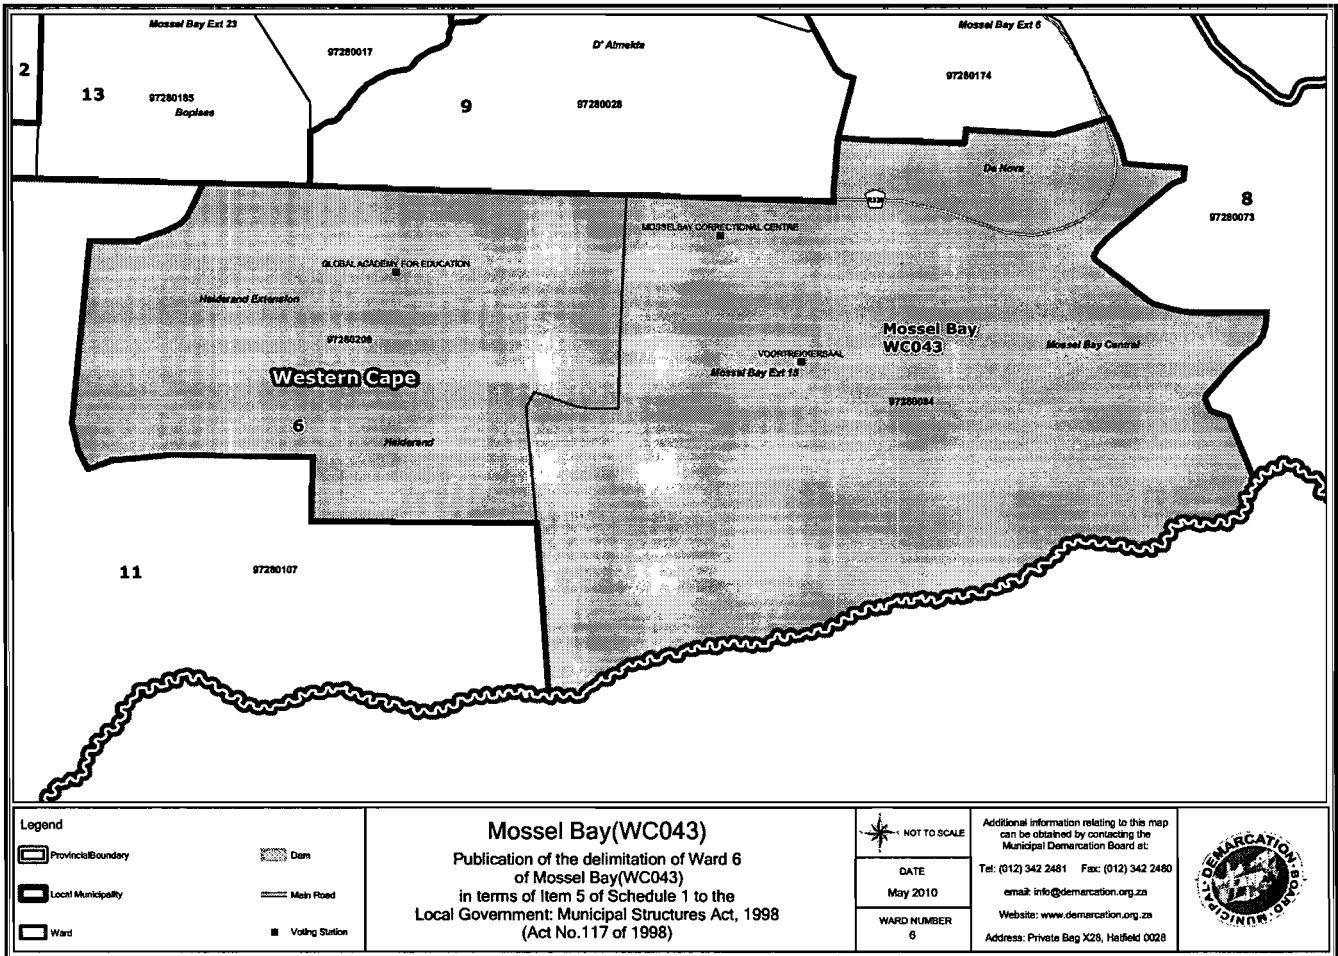 Mossel Bay Ext 23
97280017
D' Almeida
Mossel Bay Ext 6
2
13
97280185
Boplaas
9
97280028
97280174
De Nova
8
97280073
MOSSELBAY CORRECTIONAL CENTRE
GLOBAL ACADEMY FOR EDUCATION
Heiderand Extension
97280208
Mossel Bay
WC043
Mossel Bay Central
VOORTREKKERSAAL
Mossel Bay Ext 18
Western Cape
97280084
6
Heiderand
11
97280107
Legend
ProvincialBoundary
Dam
Local Municipality
Main Road
Ward
Voting Station
Mossel Bay(WC043)
Publication of the delimitation of Ward 6
of Mossel Bay(WC043)
in terms of Item 5 of Schedule 1 to the
Local Government: Municipal Structures Act, 1998
(Act No.117 of 1998)
NOT TO SCALE
DATE
May 2010
WARD NUMBER
6
Additional information relating to this map
can be obtained by contacting the
Municipal Demarcation Board at:
Tel: (012) 342 2481 Fax: (012) 342 2480
email: info@demarcation.org.za
Website: www.demarcation.org.za
Address: Private Bag X28, Hatfield 0028
MUNICIPAL DEMARCATION BOARD